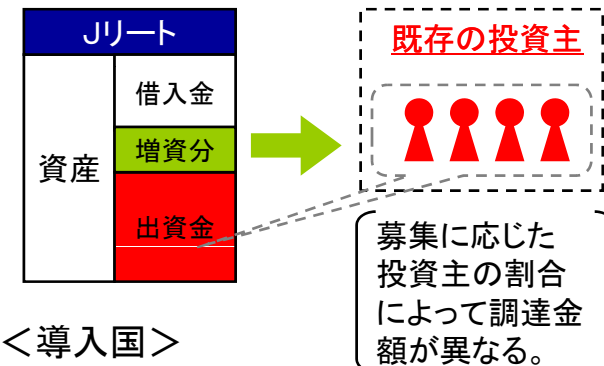 Jリート
資産
借入金
増資分
出資金
既存の投資主
募集に応じた
投資主の割合
によって調達金
額が異なる。
＜導入国＞